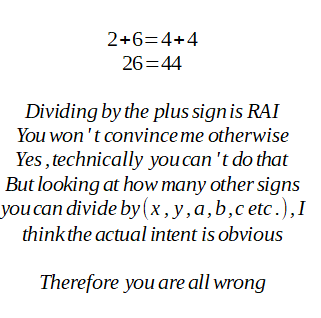 2+6=4+4
26=44
Dividing by the plus sign is RAI
You won't convince me otherwise
Yes, technically you can't do that
But looking at how many other signs
you can divide by (x, y, a, b, c etc.), I
think the actual intent is obvious
Therefore you are all wrong